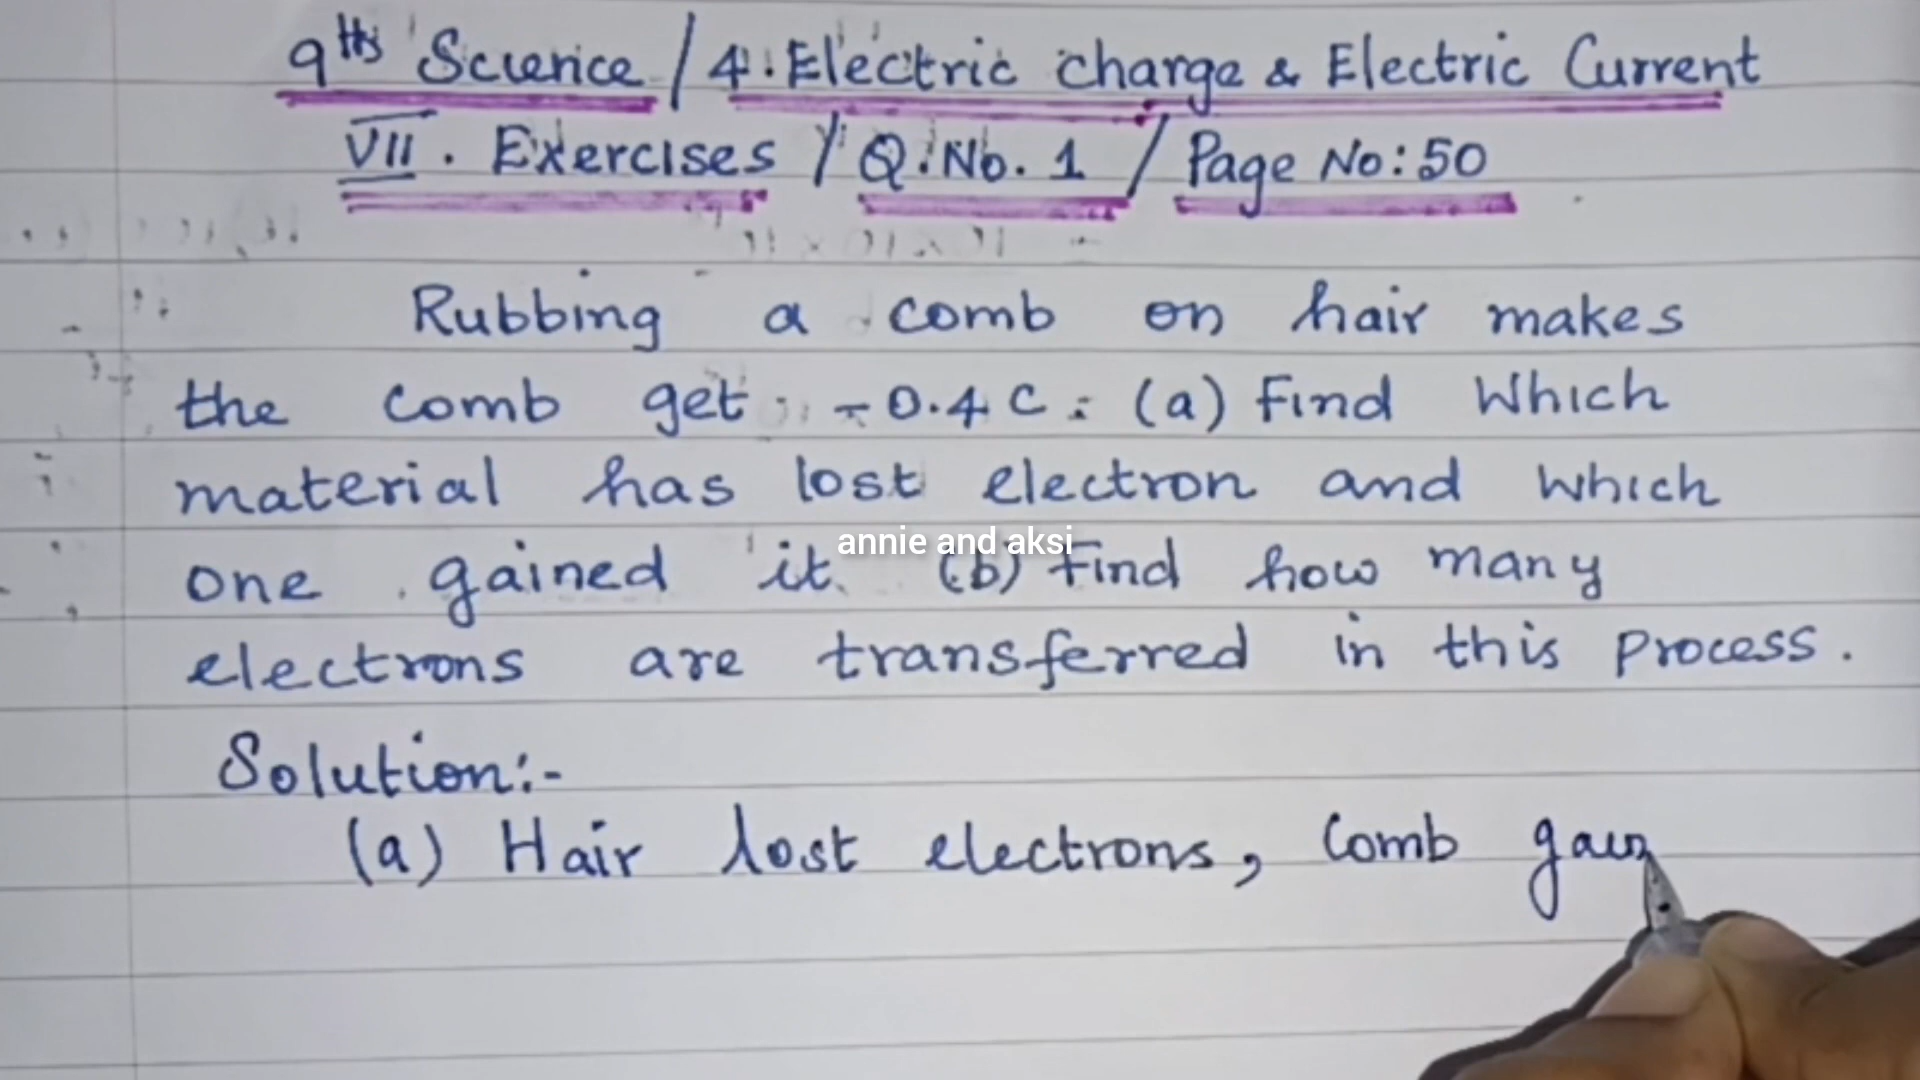 9th Science / 4. Electric charge & Electric Current
VII. Exercises / Q.No. 1 / Page No: 50
Rubbing a comb on hair makes
the comb get -0.4 C. (a) Find Which
material has lost electron and which
one gained it. (b) Find how many
annie and aksi
electrons are transferred in this process.
Solution:-
(a) Hair lost electrons, Comb gain